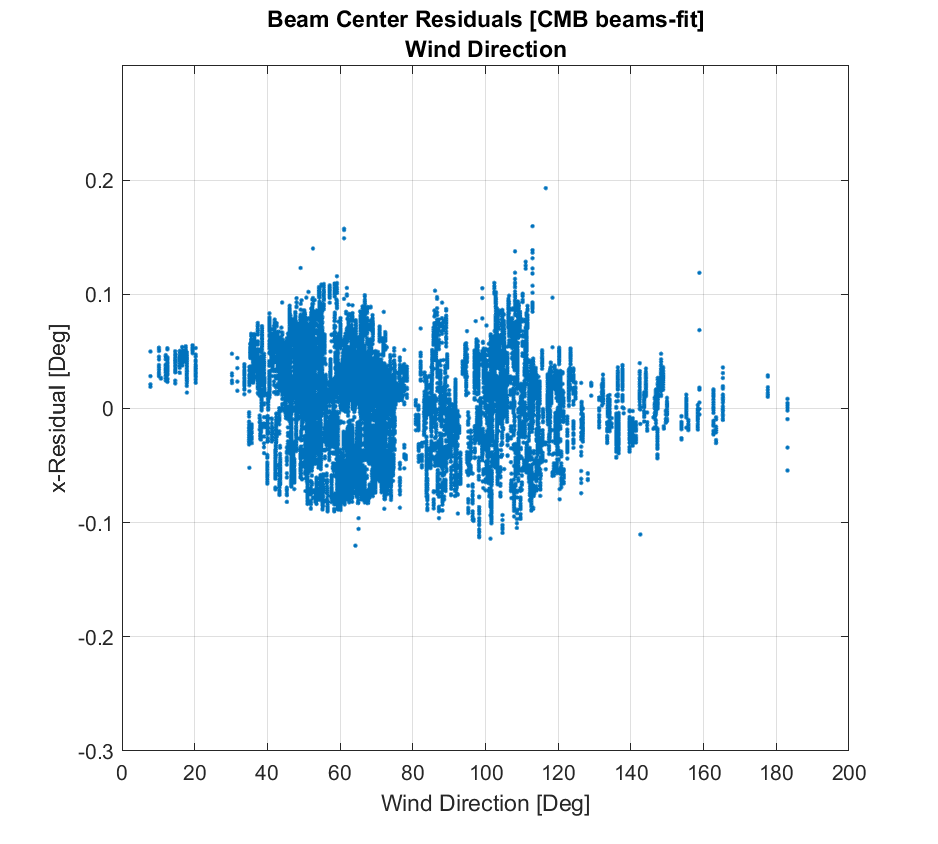 Beam Center Residuals [CMB beams-fit]
Wind Direction
0.2
0.1
0
-0.1
-0.2
-0.3
x-Residual [Deg]
0 20 40 60 80 100 120 140 160 180 200
Wind Direction [Deg]